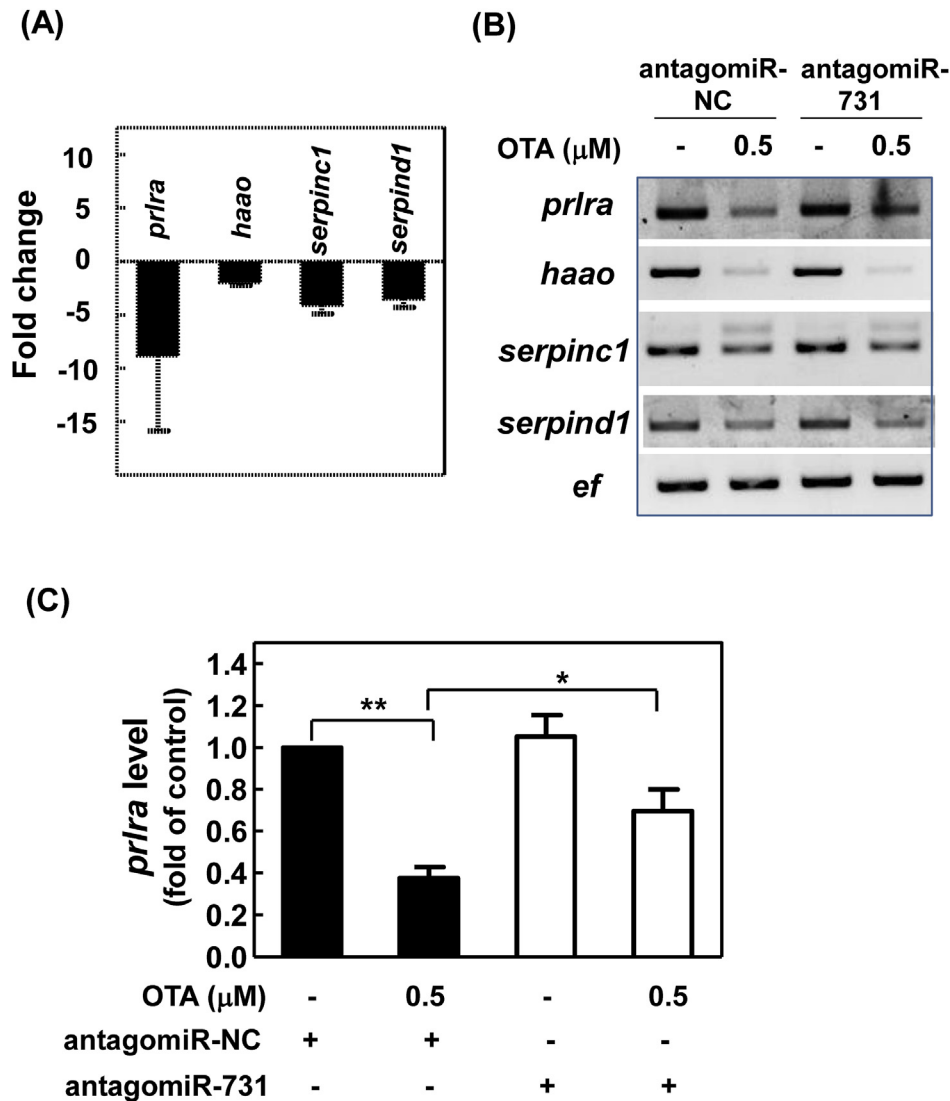 (A)
10
5
0
-5
-10
-15
Fold change
prlra
haao
serpinc1
serpind1
(B)
antagomiR-
NC
antagomiR-
731
OTA (μM)
-
0.5
-
0.5
prlra
haao
serpinc1
serpind1
ef
(C)
prlra level
(fold of control)
1.4
1.2
1.0
0.8
0.6
0.4
0.2
0.0
**
*
OTA (μM) - 0.5 - 0.5
antagomiR-NC + + - -
antagomiR-731 - - + +